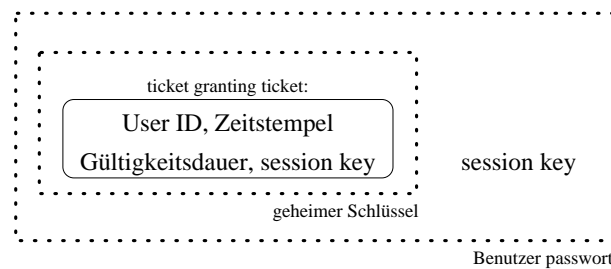 ticket granting ticket:
User ID, Zeitstempel
Gültigkeitsdauer, session key
session key
geheimer Schlüssel
Benutzer passwort